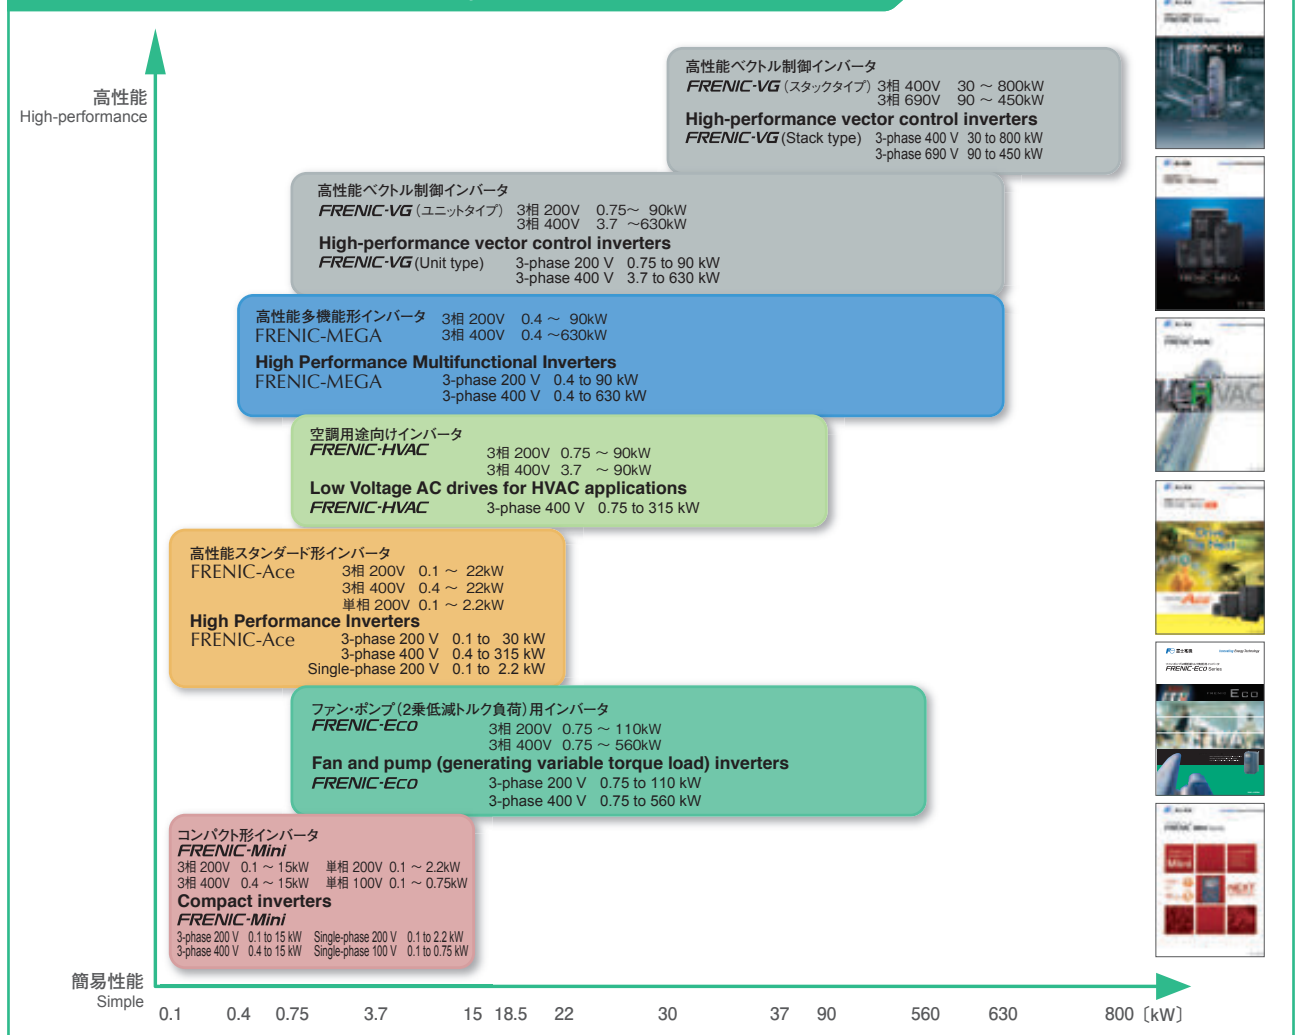 高性能
High-performance
高性能ベクトル制御インバータ
FRENIC-VG (スタックタイプ) 3相 400V 30 ～ 800kW
3相 690V 90 ～ 450kW
High-performance vector control inverters
FRENIC-VG (Stack type) 3-phase 400 V 30 to 800 kW
3-phase 690 V 90 to 450 kW
高性能ベクトル制御インバータ
FRENIC-VG (ユニットタイプ) 3相 200V 0.75～ 90kW
3相 400V 3.7 ～630kW
High-performance vector control inverters
FRENIC-VG (Unit type) 3-phase 200 V 0.75 to 90 kW
3-phase 400 V 3.7 to 630 kW
高性能多機能形インバータ 3相 200V 0.4 ～ 90kW
FRENIC-MEGA 3相 400V 0.4 ～630kW
High Performance Multifunctional Inverters
FRENIC-MEGA 3-phase 200 V 0.4 to 90 kW
3-phase 400 V 0.4 to 630 kW
空調用途向けインバータ
FRENIC-HVAC 3相 200V 0.75 ～ 90kW
3相 400V 3.7 ～ 90kW
Low Voltage AC drives for HVAC applications
FRENIC-HVAC 3-phase 400 V 0.75 to 315 kW
高性能スタンダード形インバータ
FRENIC-Ace 3相 200V 0.1 ～ 22kW
3相 400V 0.4 ～ 22kW
単相 200V 0.1 ～ 2.2kW
High Performance Inverters
FRENIC-Ace 3-phase 200 V 0.1 to 30 kW
3-phase 400 V 0.4 to 315 kW
Single-phase 200 V 0.1 to 2.2 kW
ファン・ポンプ(2乗低減トルク負荷)用インバータ
FRENIC-Eco 3相 200V 0.75 ～ 110kW
3相 400V 0.75 ～ 560kW
Fan and pump (generating variable torque load) inverters
FRENIC-Eco 3-phase 200 V 0.75 to 110 kW
3-phase 400 V 0.75 to 560 kW
コンパクト形インバータ
FRENIC-Mini
3相 200V 0.1 ～ 15kW 単相 200V 0.1 ～ 2.2kW
3相 400V 0.4 ～ 15kW 単相 100V 0.1 ～ 0.75kW
Compact inverters
FRENIC-Mini
3-phase 200 V 0.1 to 15 kW Single-phase 200 V 0.1 to 2.2 kW
3-phase 400 V 0.4 to 15 kW Single-phase 100 V 0.1 to 0.75 kW
簡易性能
Simple
0.1 0.4 0.75 3.7 15 18.5 22 30 37 90 560 630 800 〔kW〕
FRENIC-VG
FRENIC-MEGA
FRENIC HVAC
HVAC
Drive
The Next
Ace
FRENIC-Eco Series
FRENIC Eco
FRENIC Mini
Mini
NEXT